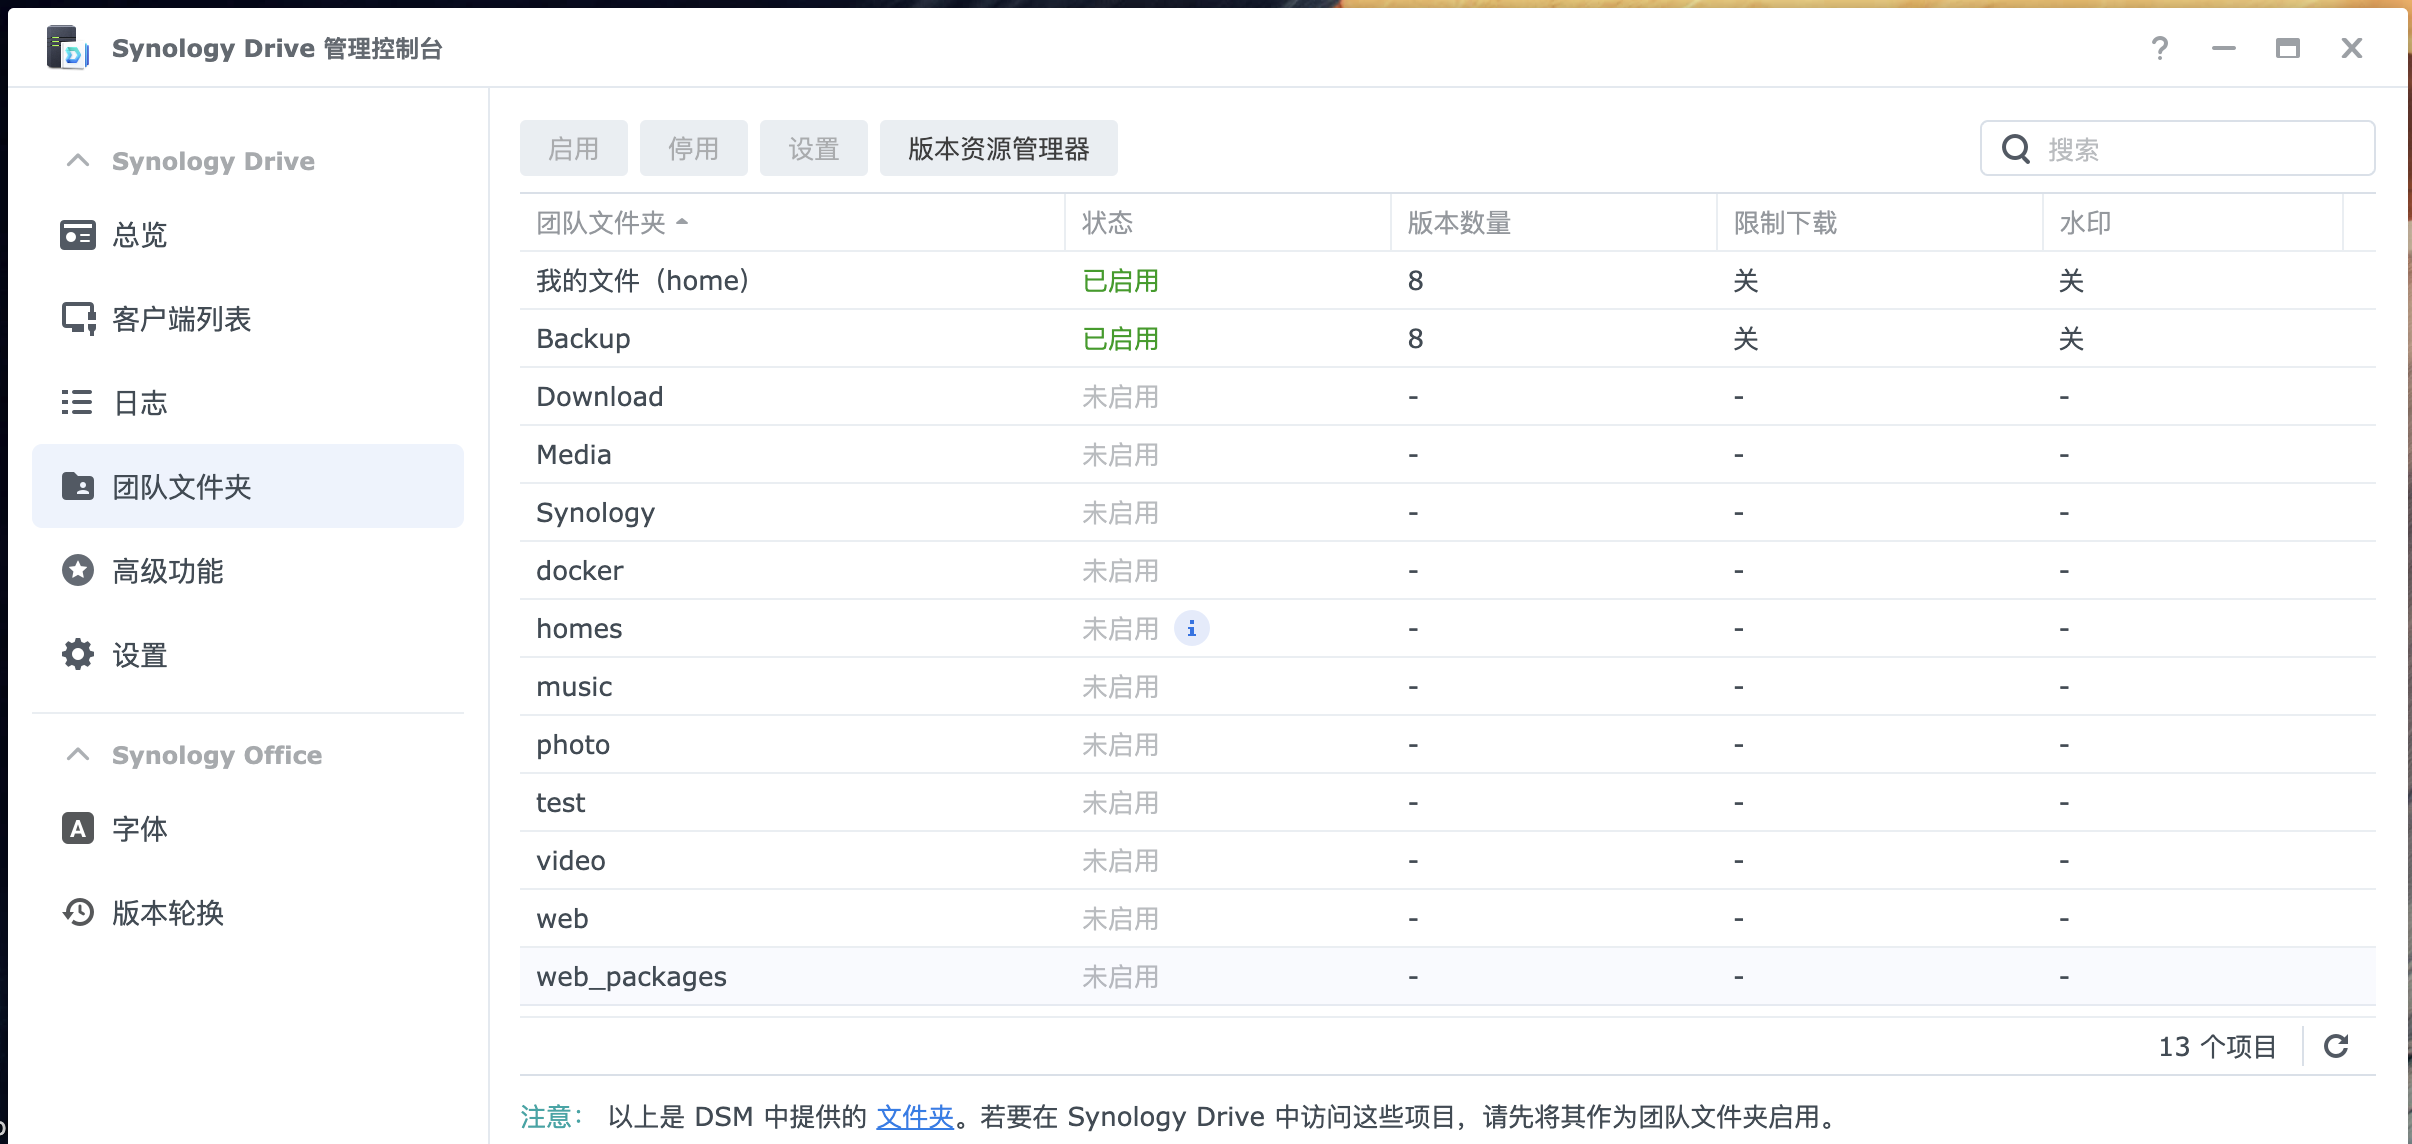 Synology Drive 管理控制台
Synology Drive
总览
客户端列表
日志
团队文件夹
高级功能
设置
Synology Office
字体
版本轮换
启用 停用 设置 版本资源管理器 搜索
团队文件夹 状态 版本数量 限制下载 水印
我的文件（home） 已启用 8 关 关
Backup 已启用 8 关 关
Download 未启用 - - -
Media 未启用 - - -
Synology 未启用 - - -
docker 未启用 - - -
homes 未启用 i - - -
music 未启用 - - -
photo 未启用 - - -
test 未启用 - - -
video 未启用 - - -
web 未启用 - - -
web_packages 未启用 - - -
13 个项目
注意： 以上是 DSM 中提供的 文件夹。若要在 Synology Drive 中访问这些项目，请先将其作为团队文件夹启用。